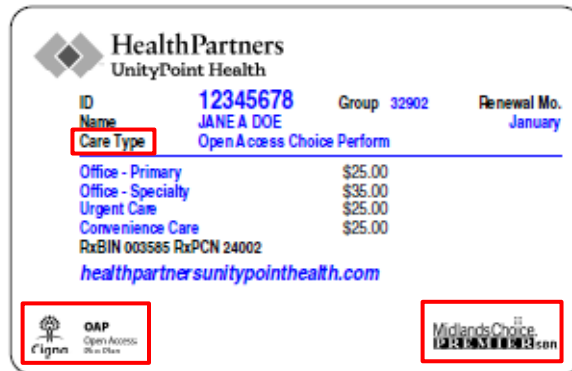 HealthPartners
UnityPoint Health
ID 12345678 Group 32902 Renewal Mo.
Name JANE A DOE January
Care Type Open Access Choice Perform
Office - Primary $25.00
Office - Specialty $35.00
Urgent Care $25.00
Convenience Care $25.00
RxBIN 003585 RxPCN 24002
healthpartnersunitypointhealth.com
Cigna OAP
Open Access
Plus Plan
MidlandsChoice
PREMIER